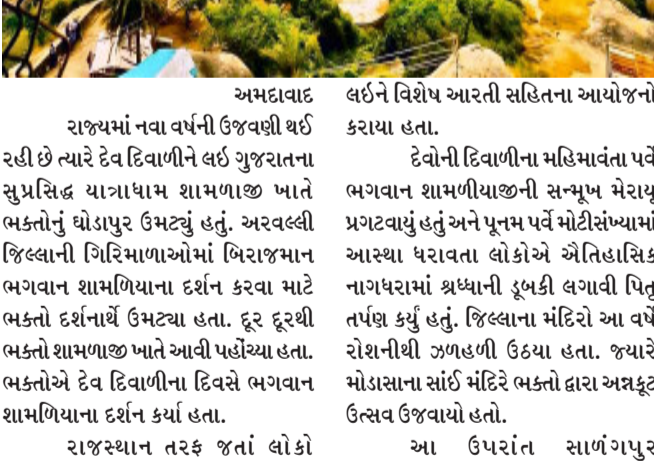 અમદાવાદ
રાજ્યમાં નવા વર્ષની ઉજવણી થઈ
રહી છે ત્યારે દેવ દિવાળીને લઇ ગુજરાતના
સુપ્રસિદ્ધ યાત્રાધામ શામળાજી ખાતે
ભક્તોનું ઘોડાપુર ઉમટ્યું હતું. અરવલ્લી
જિલ્લાની ગિરિમાળાઓમાં બિરાજમાન
ભગવાન શામળિયાના દર્શન કરવા માટે
ભક્તો દર્શનાર્થે ઉમટ્યા હતા. દૂર દૂરથી
ભક્તો શામળાજી ખાતે આવી પહોંચ્યા હતા.
ભક્તોએ દેવ દિવાળીના દિવસે ભગવાન
શામળિયાના દર્શન કર્યા હતા.
રાજસ્થાન તરફ જતાં લોકો
લઇને વિશેષ આરતી સહિતના આયોજનો
કરાયા હતા.
દેવોની દિવાળીના મહિમાવંતા પર્વે
ભગવાન શામળીયાજીની સન્મૂખ મેરાયૂ
પ્રગટવાયું હતું અને પૂનમ પર્વે મોટીસંખ્યામાં
આસ્થા ધરાવતા લોકોએ ઐતિહાસિક
નાગધરામાં શ્રધ્ધાની ડૂબકી લગાવી પિતૃ
તર્પણ કર્યું હતું. જિલ્લાના મંદિરો આ વર્ષે
રોશનીથી ઝળહળી ઉઠયા હતા. જ્યારે
મોડાસાના સાંઈ મંદિરે ભક્તો દ્વારા અન્નકૂટ
ઉત્સવ ઉજવાયો હતો.
આ ઉપરાંત સાળંગપુર